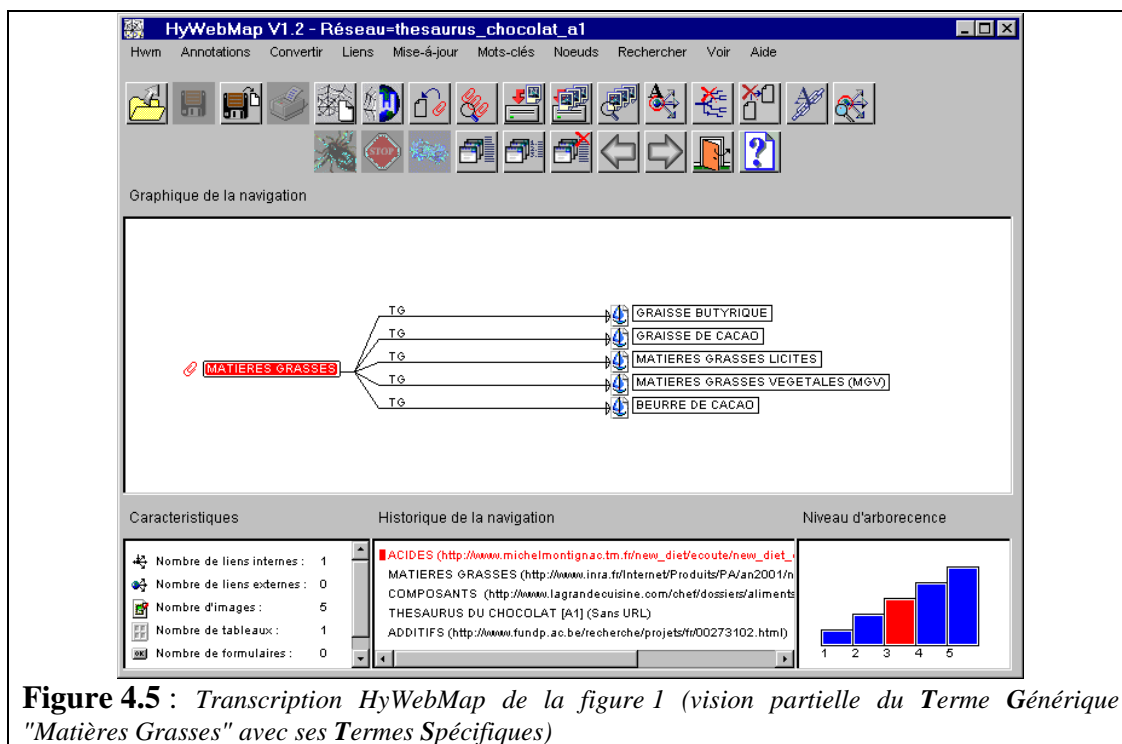 HyWebMap V1.2 - Réseau=thesaurus_chocolat_a1
Hwm Annotations Convertir Liens Mise-á-jour Mots-clés Noeuds Rechercher Voir Aide
STOP
Graphique de la navigation
MATIERES GRASSES
TG GRAISSE BUTYRIQUE
TG GRAISSE DE CACAO
TG MATIERES GRASSES LICITES
TG MATIERES GRASSES VEGETALES (MGV)
TG BEURRE DE CACAO
Caracteristiques
Nombre de liens internes : 1
Nombre de liens externes : 0
Nombre d'images : 5
Nombre de tableaux : 1
OK Nombre de formulaires : 0
Historique de la navigation
ACIDES (http://www.michelmontignac.tm.fr/new_diet/ecoute/new_diet_
MATIERES GRASSES (http://www.inra.fr/Internet/Produits/PA/an2001/n
COMPOSANTS (http://www.lagrandecuisine.com/chef/dossiers/aliments
THESAURUS DU CHOCOLAT [A1] (Sans URL)
ADDITIFS (http://www.fundp.ac.be/recherche/projets/fr/00273102.html)
Niveau d'arborecence
1 2 3 4 5
Figure 4.5 : Transcription HyWebMap de la figure 1 (vision partielle du Terme Générique
"Matières Grasses" avec ses Termes Spécifiques)